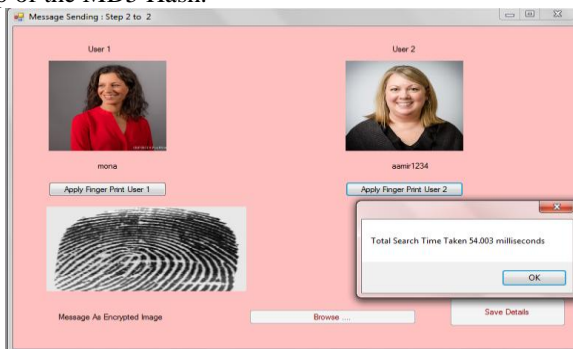 of the MD5 Hash.
Message Sending : Step 2 to 2
User 1
User 2
mona
aamir1234
Apply Finger Print User 1
Apply Finger Print User 2
Total Search Time Taken 54.003 milliseconds
OK
Message As Encrypted Image
Browse ....
Save Details